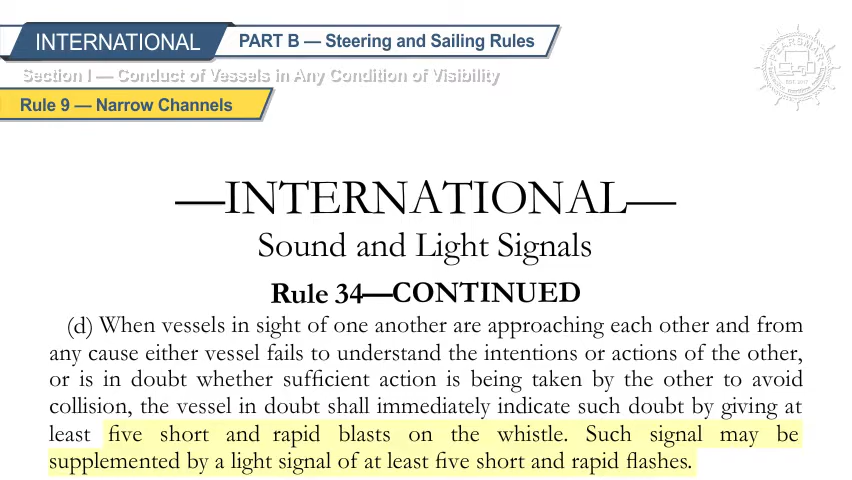 INTERNATIONAL PART B — Steering and Sailing Rules
Section I — Conduct of Vessels in Any Condition of Visibility
Rule 9 — Narrow Channels
PEARSMAR
—INTERNATIONAL—
Sound and Light Signals
Rule 34—CONTINUED
(d) When vessels in sight of one another are approaching each other and from
any cause either vessel fails to understand the intentions or actions of the other,
or is in doubt whether sufficient action is being taken by the other to avoid
collision, the vessel in doubt shall immediately indicate such doubt by giving at
least five short and rapid blasts on the whistle. Such signal may be
supplemented by a light signal of at least five short and rapid flashes.